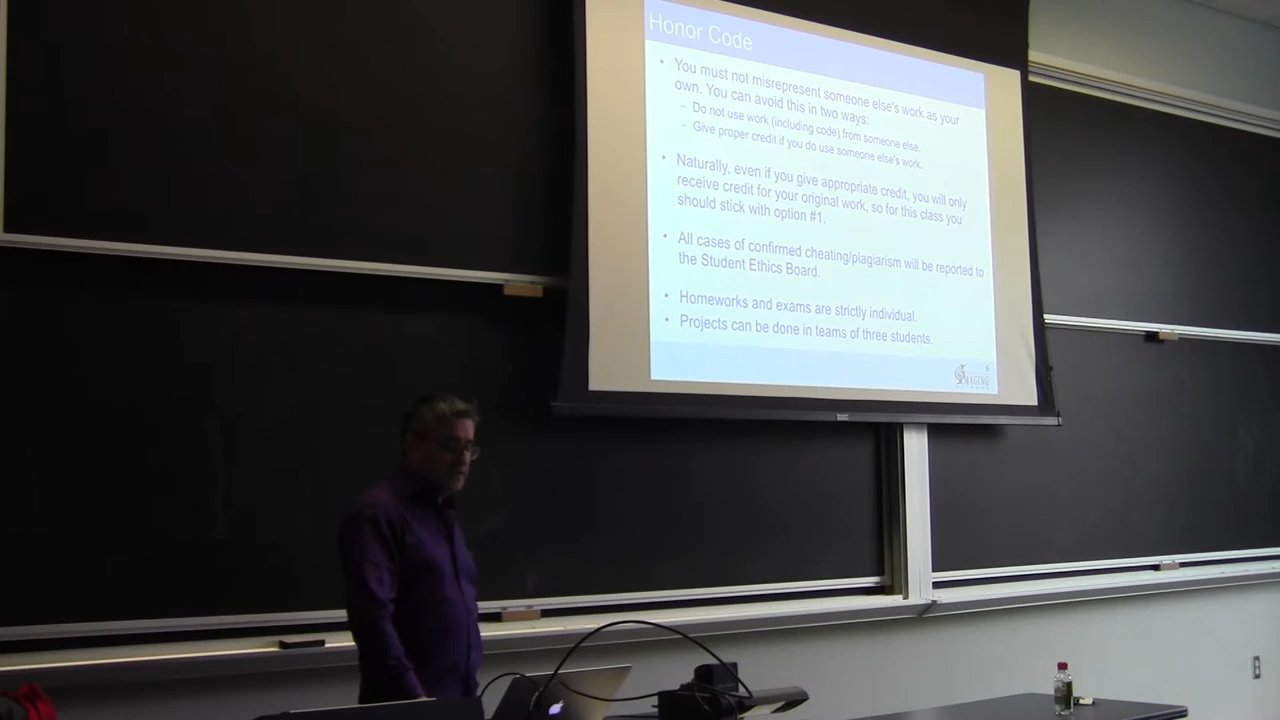 Honor Code
• You must not misrepresent someone else's work as your
own. You can avoid this in two ways:
– Do not use work (including code) from someone else.
– Give proper credit if you do use someone else's work.
• Naturally, even if you give appropriate credit, you will only
receive credit for your original work, so for this class you
should stick with option #1.
• All cases of confirmed cheating/plagiarism will be reported to
the Student Ethics Board.
• Homeworks and exams are strictly individual.
• Projects can be done in teams of three students.
IMAGING